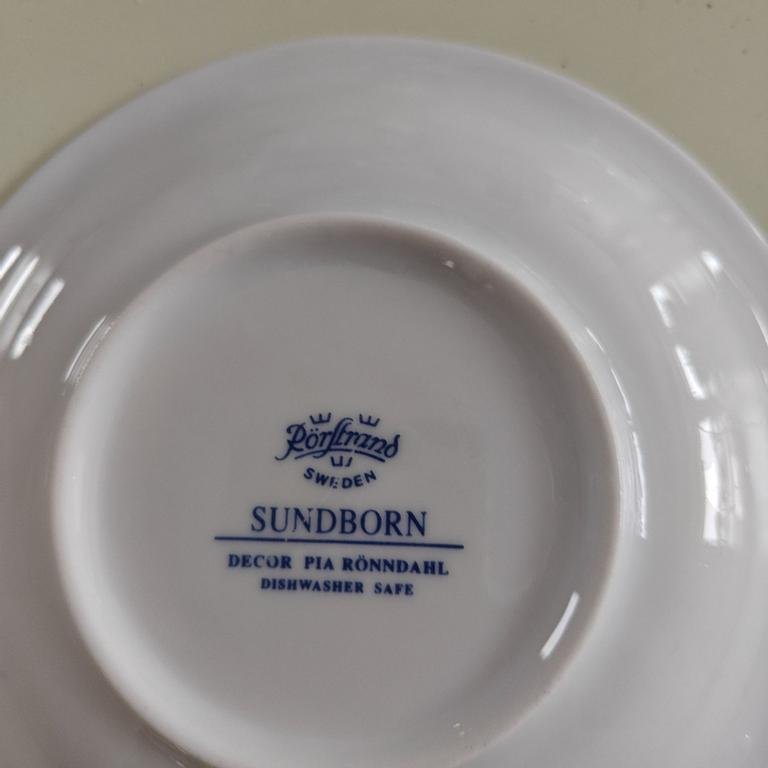 Rörstrand
SWEDEN
SUNDBORN
DECOR PIA RÖNNDAHL
DISHWASHER SAFE